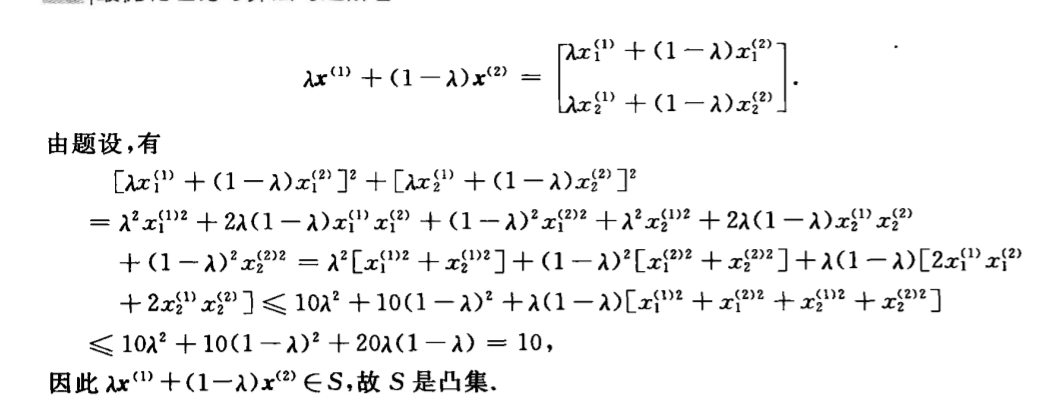 λx⁽¹⁾ + (1−λ)x⁽²⁾ = [λx₁⁽¹⁾ + (1−λ)x₁⁽²⁾
λx₂⁽¹⁾ + (1−λ)x₂⁽²⁾].
由题设,有
[λx₁⁽¹⁾ + (1−λ)x₁⁽²⁾]² + [λx₂⁽¹⁾ + (1−λ)x₂⁽²⁾]²
= λ²x₁⁽¹⁾² + 2λ(1−λ)x₁⁽¹⁾x₁⁽²⁾ + (1−λ)²x₁⁽²⁾² + λ²x₂⁽¹⁾² + 2λ(1−λ)x₂⁽¹⁾x₂⁽²⁾
+ (1−λ)²x₂⁽²⁾² = λ²[x₁⁽¹⁾² + x₂⁽¹⁾²] + (1−λ)²[x₁⁽²⁾² + x₂⁽²⁾²] + λ(1−λ)[2x₁⁽¹⁾x₁⁽²⁾
+ 2x₂⁽¹⁾x₂⁽²⁾] ⩽ 10λ² + 10(1−λ)² + λ(1−λ)[x₁⁽¹⁾² + x₁⁽²⁾² + x₂⁽¹⁾² + x₂⁽²⁾²]
⩽ 10λ² + 10(1−λ)² + 20λ(1−λ) = 10,
因此 λx⁽¹⁾ + (1−λ)x⁽²⁾ ∈ S,故 S 是凸集.